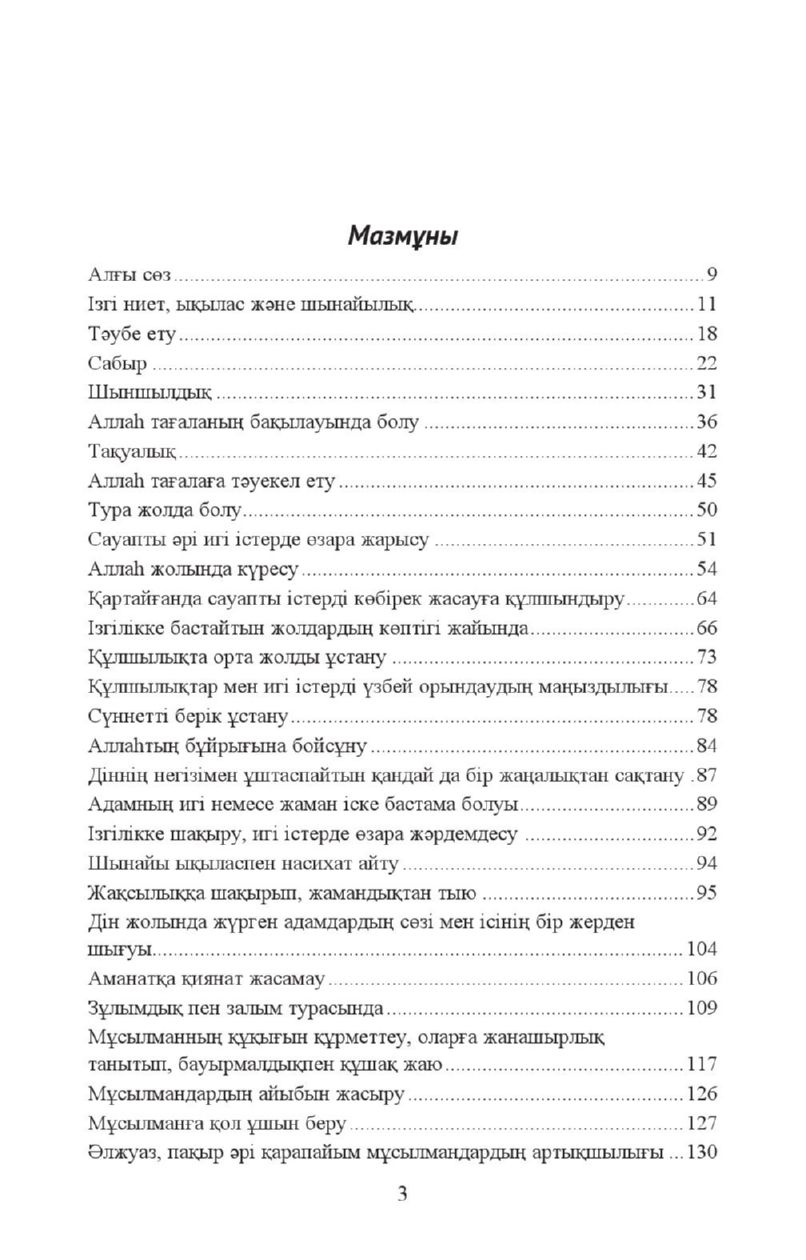 Мазмұны
Алғы сөз......................................................................................9
Ізгі ниет, ықылас және шынайылық..............................................11
Тәубе ету....................................................................................18
Сабыр ........................................................................................22
Шыншылдық ..............................................................................31
Аллаһ тағаланың бақылауында болу ............................................36
Тақуалық....................................................................................42
Аллаһ тағалаға тәуекел ету..........................................................45
Тура жолда болу..........................................................................50
Сауапты әрі игі істерде өзара жарысу ..........................................51
Аллаһ жолында күресу................................................................54
Қартайғанда сауапты істерді көбірек жасауға құлшындыру...........64
Ізгілікке бастайтын жолдардың көптігі жайында...........................66
Құлшылықта орта жолды ұстану .................................................73
Құлшылықтар мен игі істерді үзбей орындаудың маңыздылығы.....78
Сүннетті берік ұстану..................................................................78
Аллаһтың бұйрығына бойсұну.....................................................84
Діннің негізімен ұштаспайтын қандай да бір жаңалықтан сақтану .87
Адамның игі немесе жаман іске бастама болуы.............................89
Ізгілікке шақыру, игі істерде өзара жәрдемдесу ............................92
Шынайы ықыласпен насихат айту................................................94
Жақсылыққа шақырып, жамандықтан тыю ..................................95
Дін жолында жүрген адамдардың сөзі мен ісінің бір жерден
шығуы.......................................................................................104
Аманатқа қиянат жасамау..........................................................106
Зұлымдық пен залым турасында.................................................109
Мұсылманның құқығын құрметтеу, оларға жанашырлық
танытып, бауырмалдықпен құшақ жаю.......................................117
Мұсылмандардың айыбын жасыру..............................................126
Мұсылманға қол ұшын беру.......................................................127
Әлжуаз, пақыр әрі қарапайым мұсылмандардың артықшылығы ...130
3